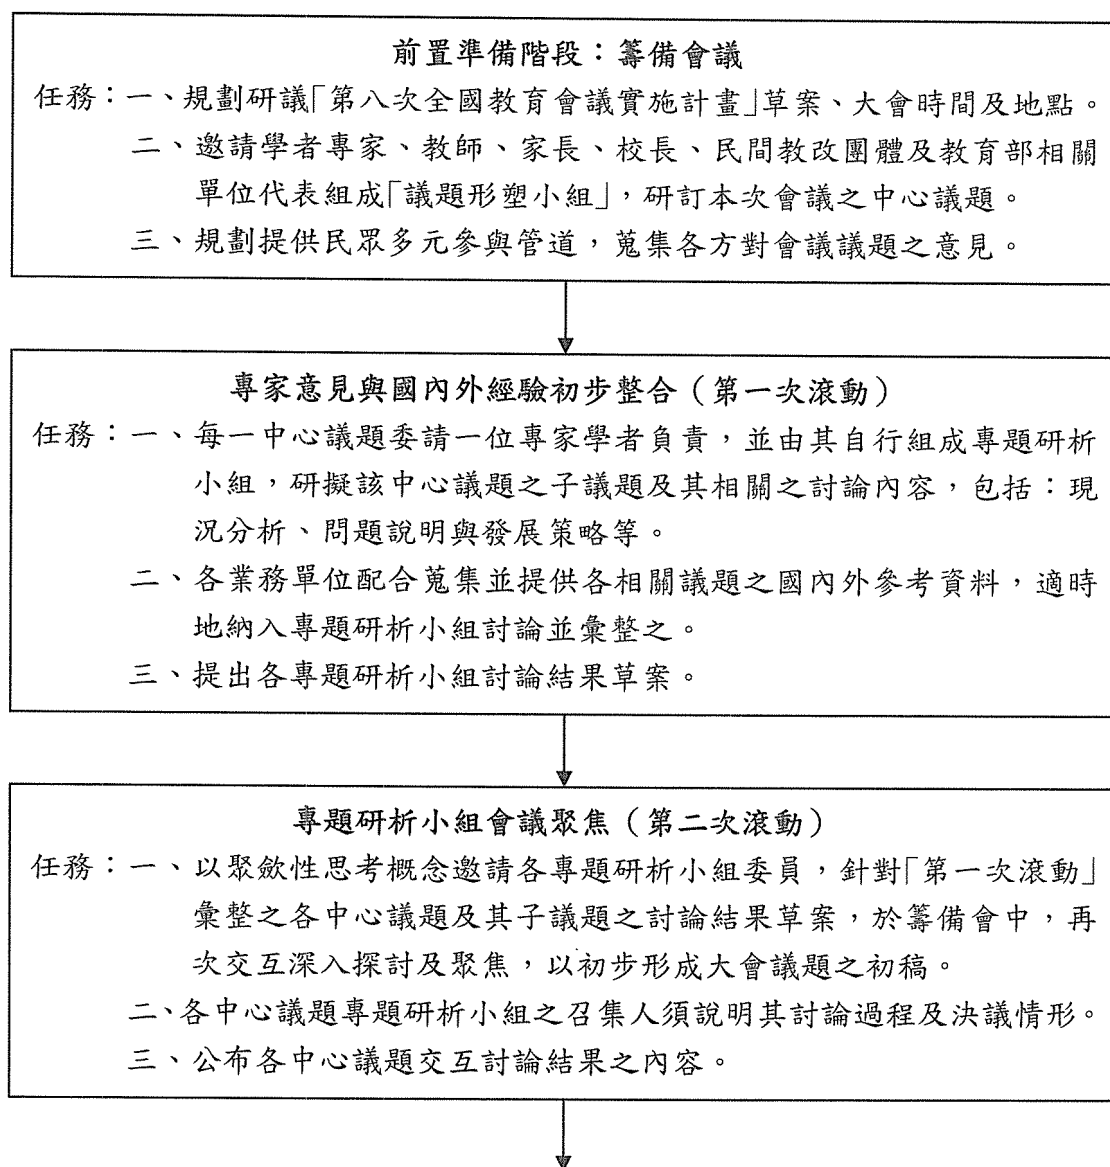 前置準備階段：籌備會議
任務：一、規劃研議「第八次全國教育會議實施計畫」草案、大會時間及地點。
二、邀請學者專家、教師、家長、校長、民間教改團體及教育部相關
單位代表組成「議題形塑小組」，研訂本次會議之中心議題。
三、規劃提供民眾多元參與管道，蒐集各方對會議議題之意見。
專家意見與國內外經驗初步整合（第一次滾動）
任務：一、每一中心議題委請一位專家學者負責，並由其自行組成專題研析
小組，研擬該中心議題之子議題及其相關之討論內容，包括：現
況分析、問題說明與發展策略等。
二、各業務單位配合蒐集並提供各相關議題之國內外參考資料，適時
地納入專題研析小組討論並彙整之。
三、提出各專題研析小組討論結果草案。
專題研析小組會議聚焦（第二次滾動）
任務：一、以聚斂性思考概念邀請各專題研析小組委員，針對「第一次滾動」
彙整之各中心議題及其子議題之討論結果草案，於籌備會中，再
次交互深入探討及聚焦，以初步形成大會議題之初稿。
二、各中心議題專題研析小組之召集人須說明其討論過程及決議情形。
三、公布各中心議題交互討論結果之內容。